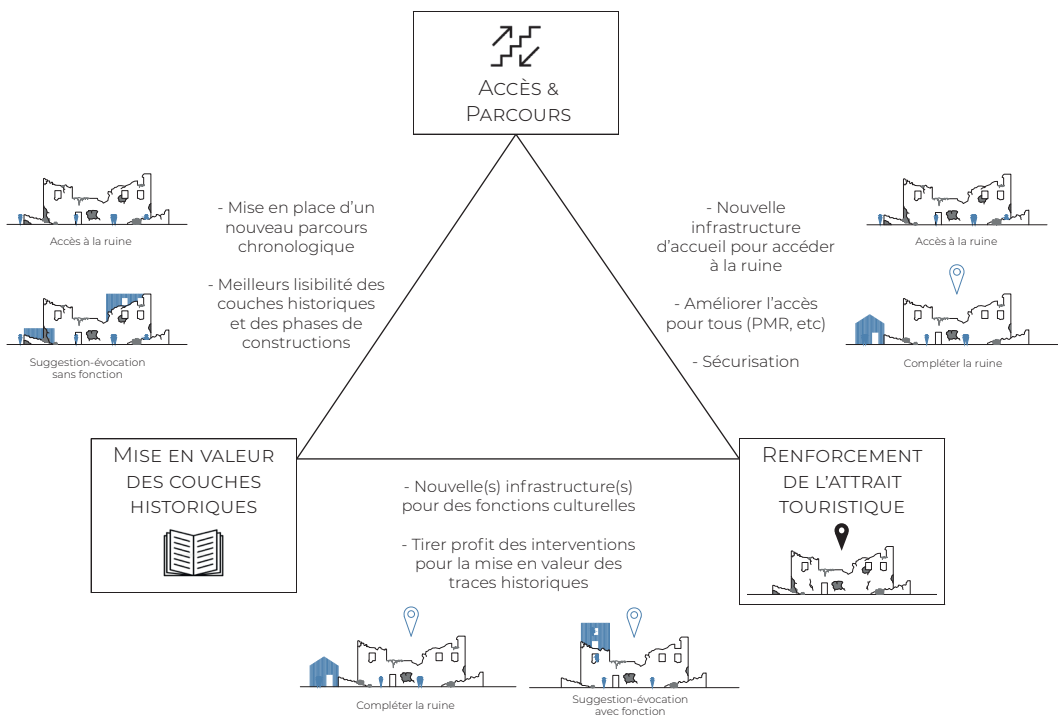 ACCÈS &
PARCOURS
Accès à la ruine
- Mise en place d'un
nouveau parcours
chronologique
- Meilleurs lisibilité des
couches historiques
et des phases de
constructions
Suggestion-évocation
sans fonction
- Nouvelle
infrastructure
d'accueil pour accéder
à la ruine
- Améliorer l'accès
pour tous (PMR, etc)
- Sécurisation
Accès à la ruine
Compléter la ruine
MISE EN VALEUR
DES COUCHES
HISTORIQUES
- Nouvelle(s) infrastructure(s)
pour des fonctions culturelles
- Tirer profit des interventions
pour la mise en valeur des
traces historiques
RENFORCEMENT
DE L'ATTRAIT
TOURISTIQUE
Compléter la ruine
Suggestion-évocation
avec fonction